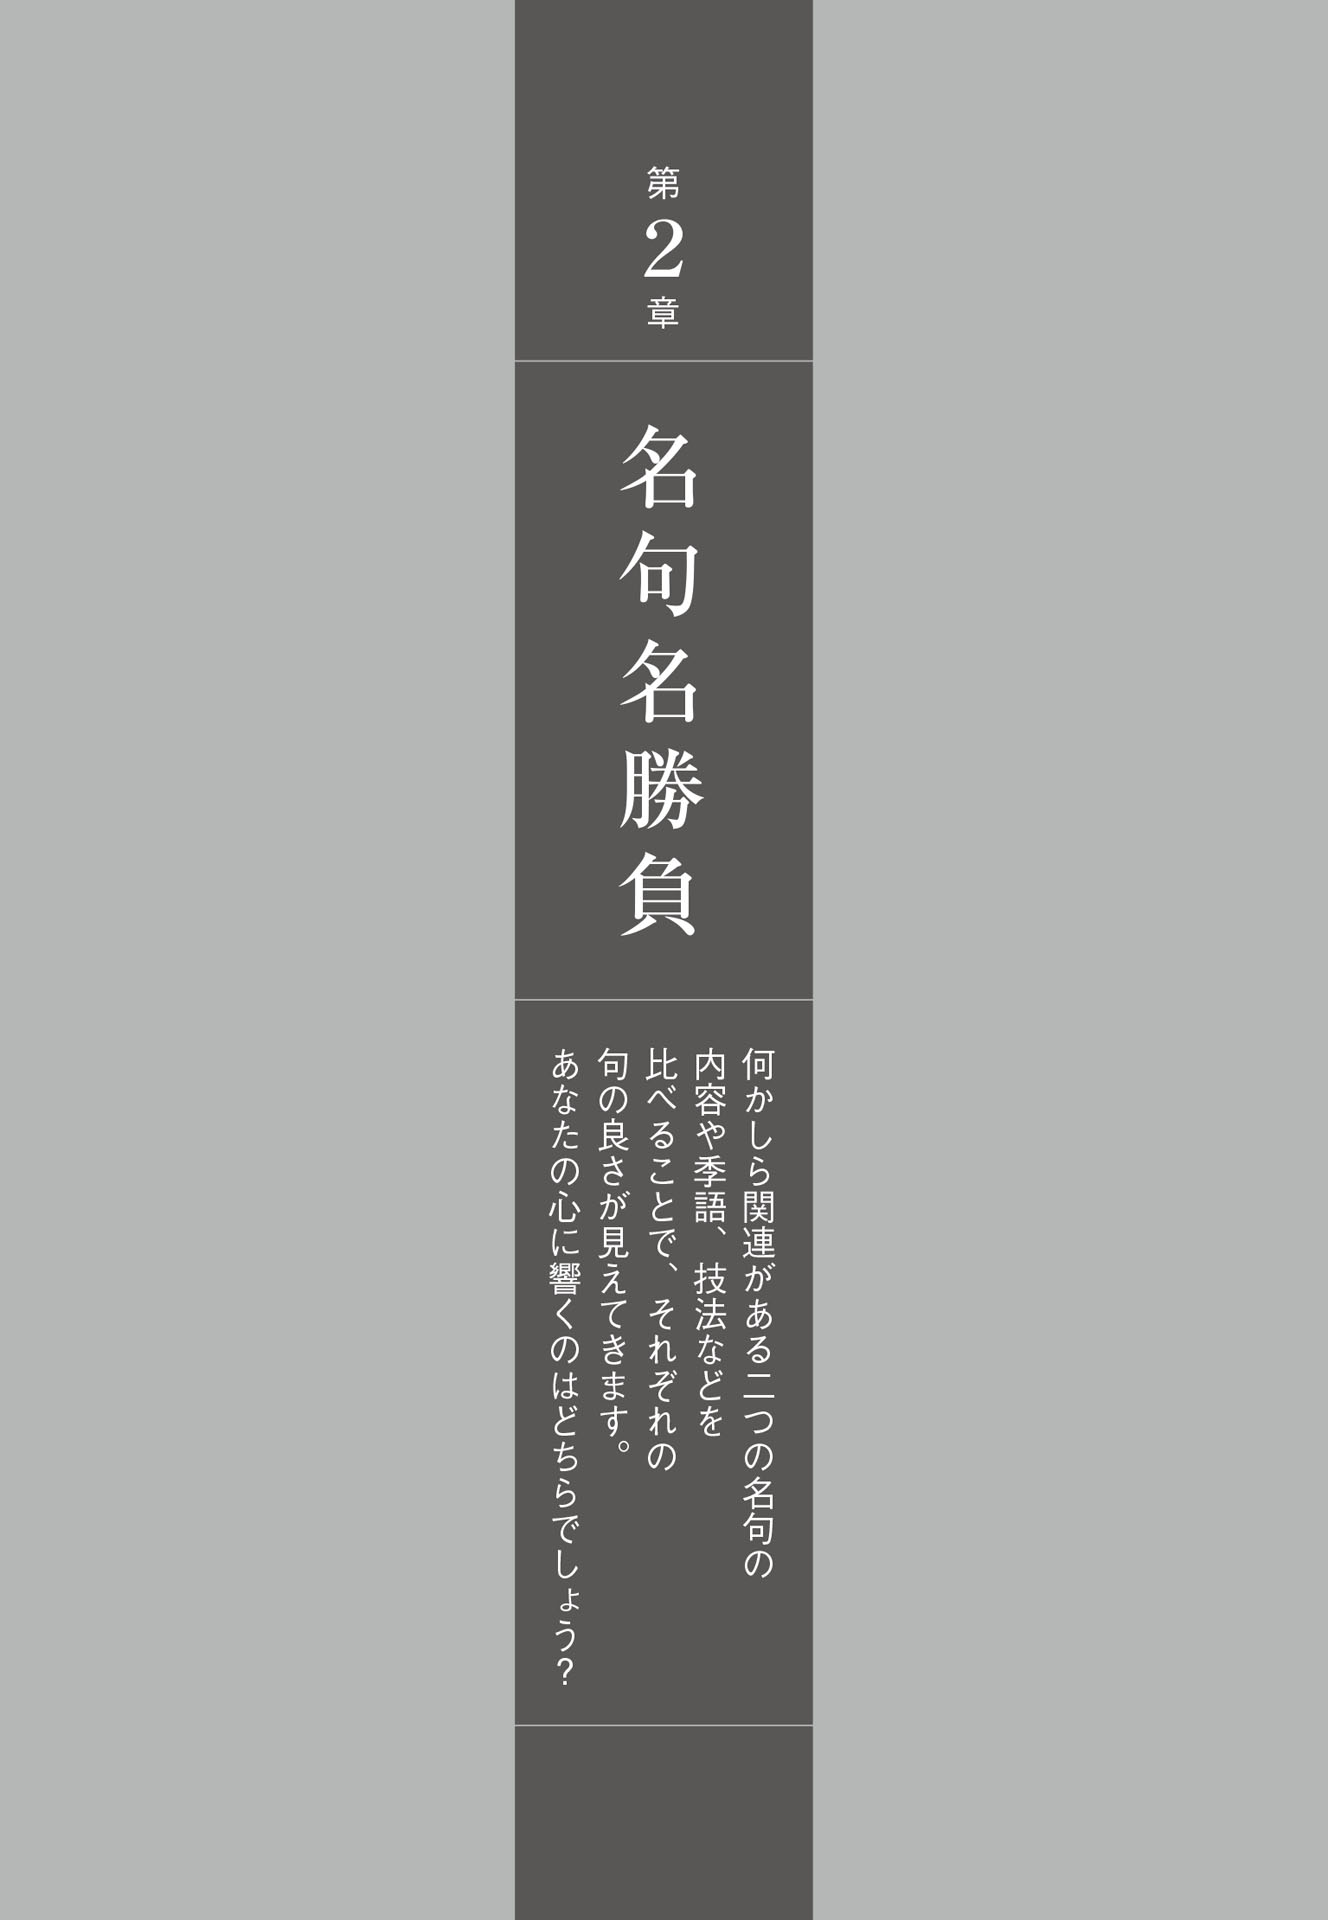 第2章
名句名勝負
何かしら関連がある二つの名句の
内容や季語、技法などを
比べることで、それぞれの
句の良さが見えてきます。
あなたの心に響くのはどちらでしょう？